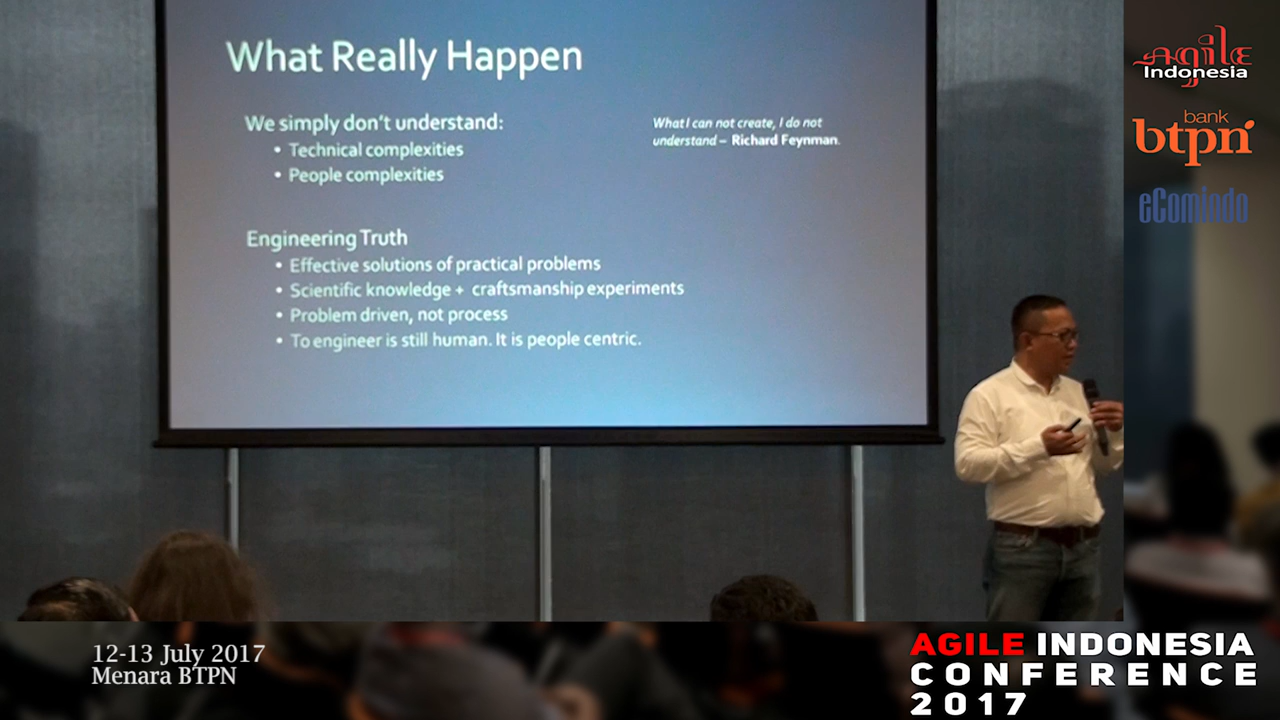 What Really Happen
We simply don't understand:
• Technical complexities
• People complexities
What I can not create, I do not
understand – Richard Feynman.
Engineering Truth
• Effective solutions of practical problems
• Scientific knowledge + craftsmanship experiments
• Problem driven, not process
• To engineer is still human. It is people centric.
agile
Indonesia
bank
btpn
eComindo
12-13 July 2017
Menara BTPN
AGILE INDONESIA
CONFERENCE
2017